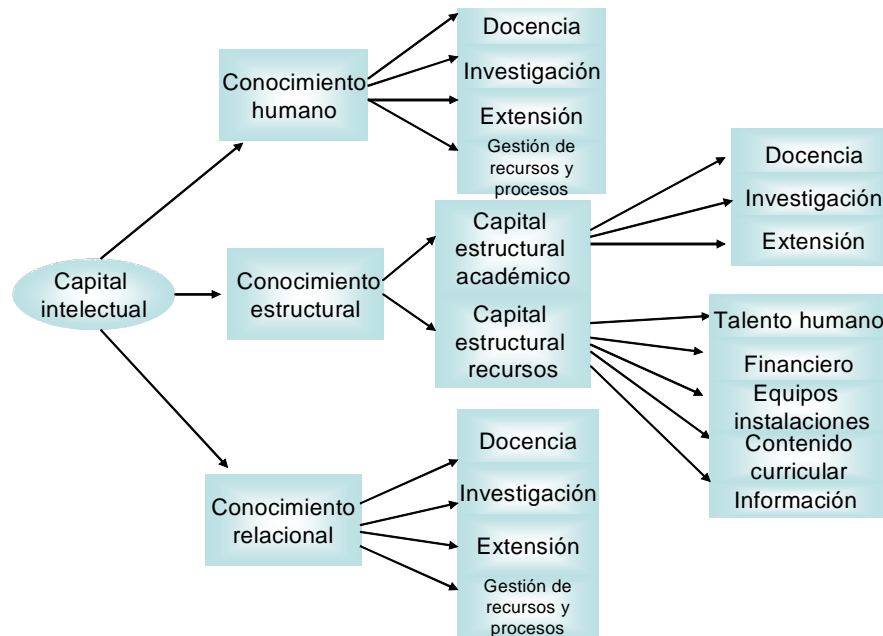 Capital
intelectual
Conocimiento
humano
Docencia
Investigación
Extensión
Gestión de
recursos y
procesos
Conocimiento
estructural
Capital
estructural
académico
Docencia
Investigación
Extensión
Capital
estructural
recursos
Talento humano
Financiero
Equipos
instalaciones
Contenido
curricular
Información
Conocimiento
relacional
Docencia
Investigación
Extensión
Gestión de
recursos y
procesos